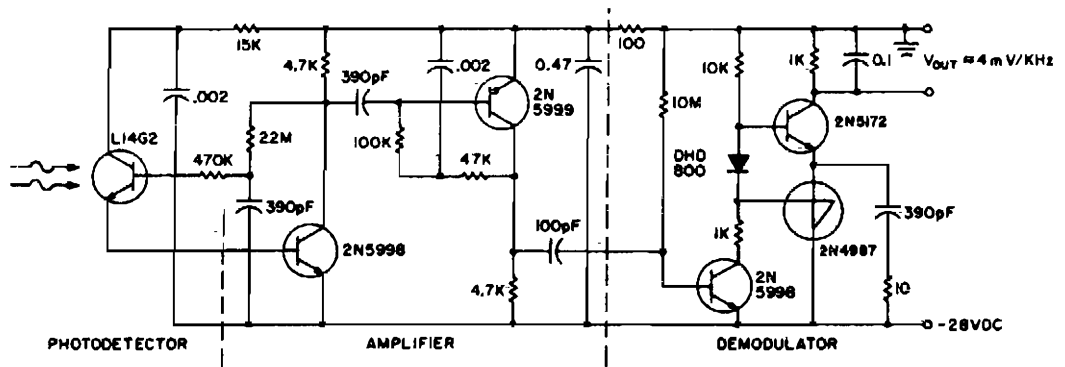 15K
100
4.7K
390pF
.002
0.47
10K
1K
0.1
VOUT ≈ 4mV/KHz
.002
2N
5999
10M
2N5172
L14G2
22M
100K
470K
47K
DHD
800
390pF
100pF
1K
390pF
2N4987
2N5998
4.7K
2N
5998
10
-28VDC
PHOTODETECTOR
AMPLIFIER
DEMODULATOR